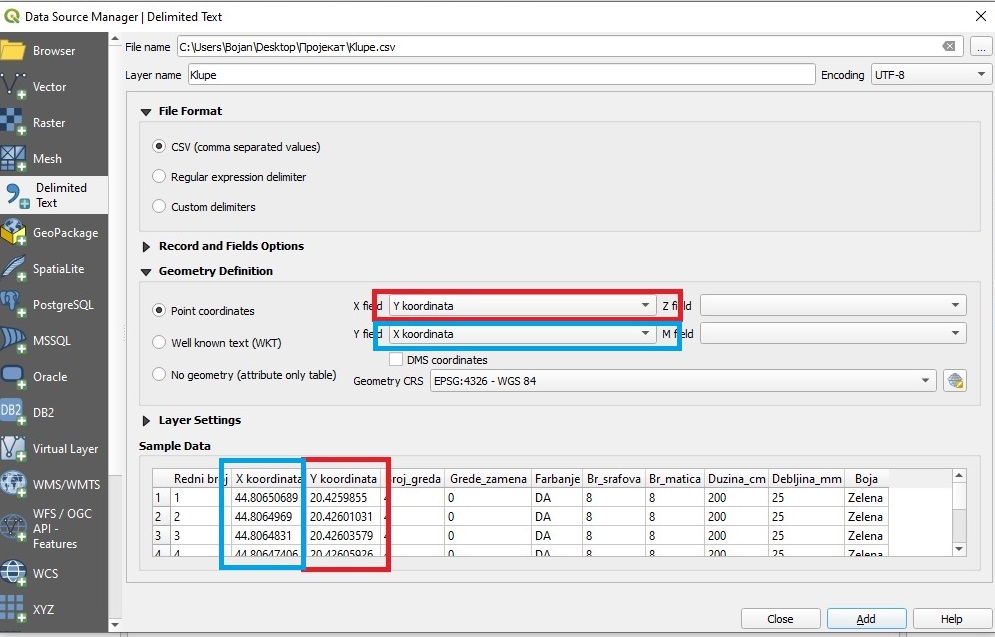 Data Source Manager | Delimited Text
Browser
Vector
Raster
Mesh
Delimited
Text
GeoPackage
SpatiaLite
PostgreSQL
MSSQL
Oracle
DB2
DB2
Virtual Layer
WMS/WMTS
WFS / OGC
API -
Features
WCS
XYZ
File name C:\Users\Bojan\Desktop\Пројекат\Klupe.csv ...
Layer name Klupe Encoding UTF-8
File Format
CSV (comma separated values)
Regular expression delimiter
Custom delimiters
Record and Fields Options
Geometry Definition
Point coordinates
Well known text (WKT)
No geometry (attribute only table)
X field Y koordinata Z field
Y field X koordinata M field
DMS coordinates
Geometry CRS EPSG:4326 - WGS 84
Layer Settings
Sample Data
Redni broj X koordinata Y koordinata Broj_greda Grede_zamena Farbanje Br_srafova Br_matica Duzina_cm Debljina_mm Boja
1 1 44.80650689 20.4259855 4 0 DA 8 8 200 25 Zelena
2 2 44.8064969 20.42601031 4 0 DA 8 8 200 25 Zelena
3 3 44.8064831 20.42603579 4 0 DA 8 8 200 25 Zelena
4 4 44.80647406 20.42605926 4 0 DA 8 8 200 25 Zelena
Close Add Help